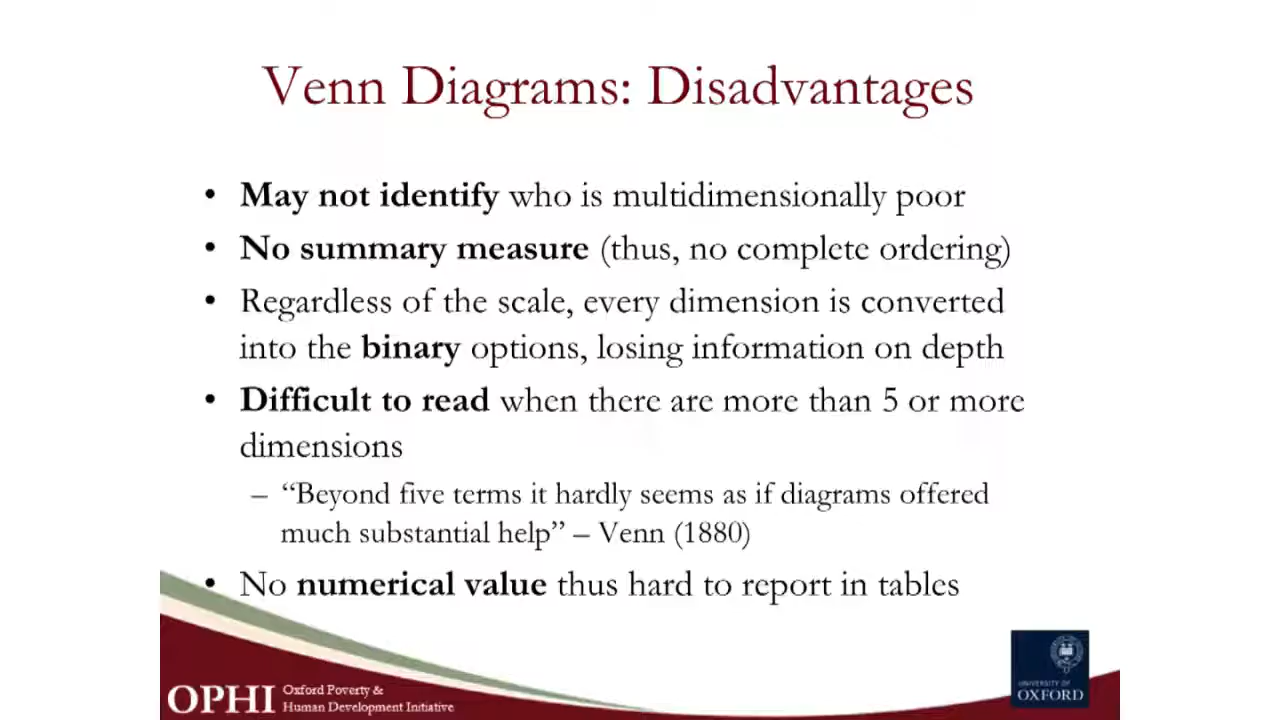 Venn Diagrams: Disadvantages
• May not identify who is multidimensionally poor
• No summary measure (thus, no complete ordering)
• Regardless of the scale, every dimension is converted
into the binary options, losing information on depth
• Difficult to read when there are more than 5 or more
dimensions
– “Beyond five terms it hardly seems as if diagrams offered
much substantial help” – Venn (1880)
• No numerical value thus hard to report in tables
OPHI
Oxford Poverty &
Human Development Initiative
UNIVERSITY OF
OXFORD